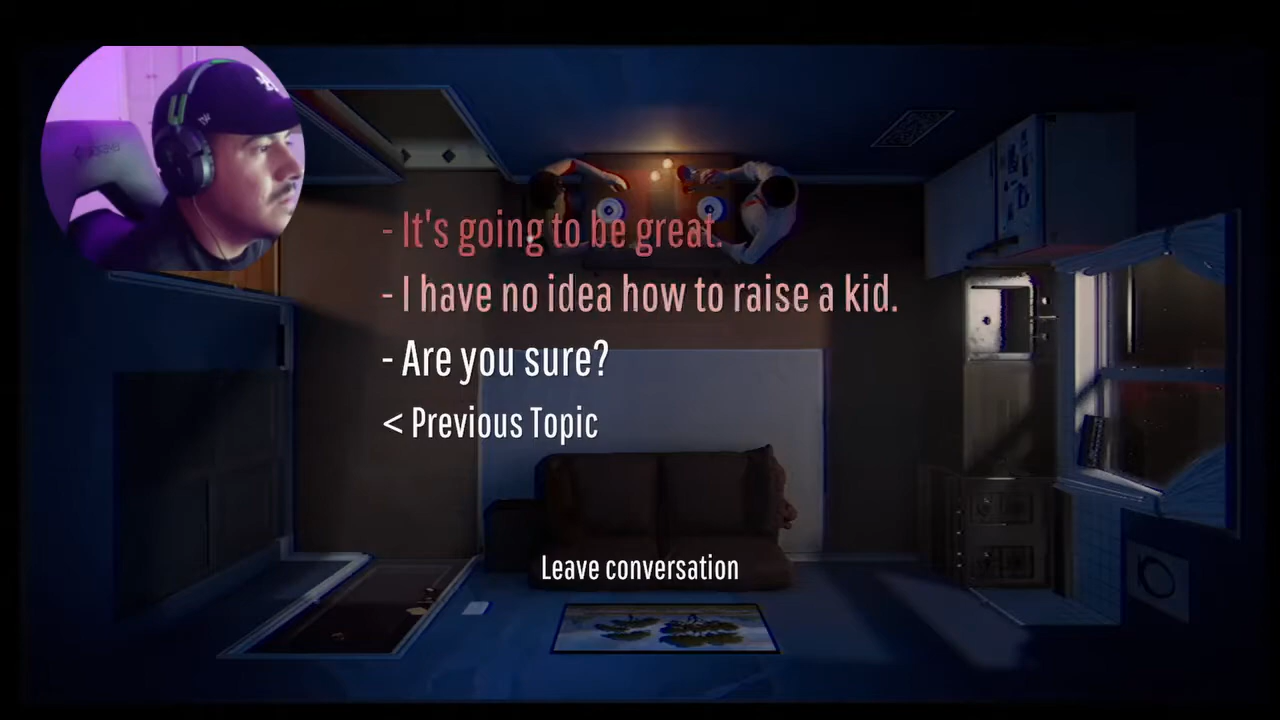 - It's going to be great.
- I have no idea how to raise a kid.
- Are you sure?
< Previous Topic
Leave conversation